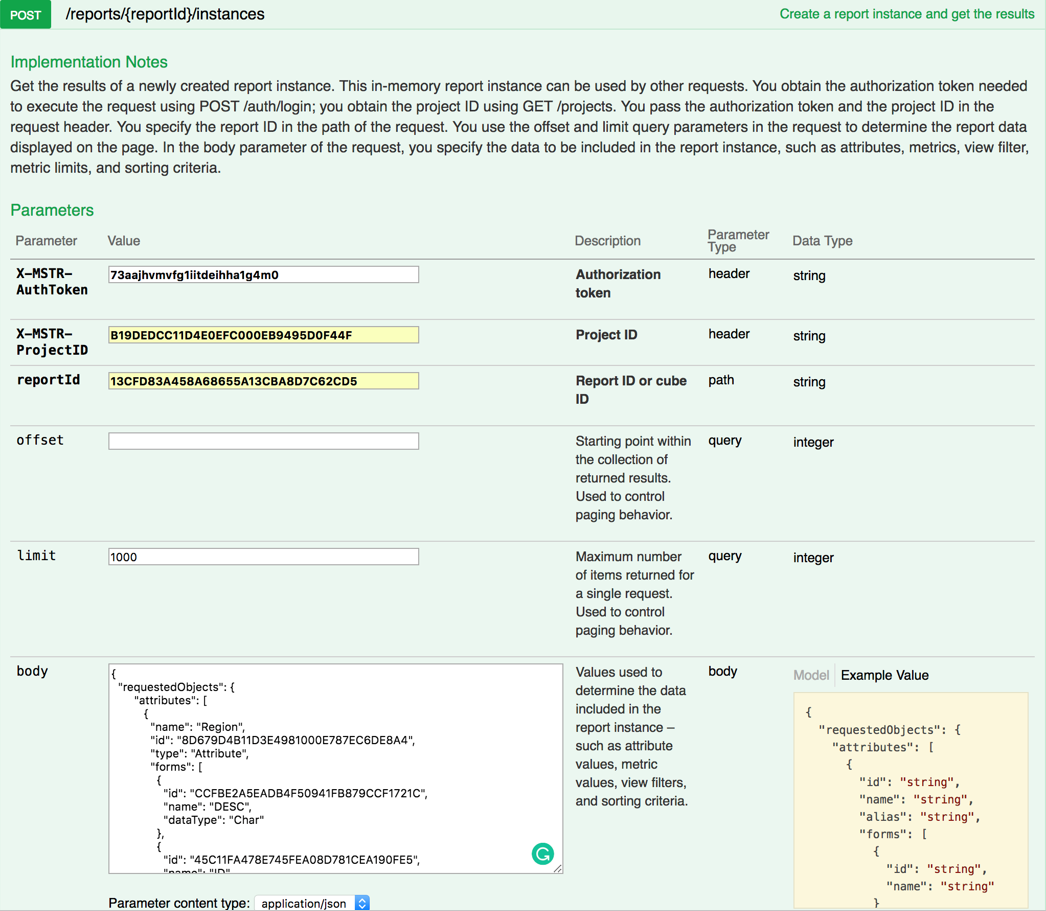 POST /reports/{reportId}/instances Create a report instance and get the results
Implementation Notes
Get the results of a newly created report instance. This in-memory report instance can be used by other requests. You obtain the authorization token needed
to execute the request using POST /auth/login; you obtain the project ID using GET /projects. You pass the authorization token and the project ID in the
request header. You specify the report ID in the path of the request. You use the offset and limit query parameters in the request to determine the report data
displayed on the page. In the body parameter of the request, you specify the data to be included in the report instance, such as attributes, metrics, view filter,
metric limits, and sorting criteria.
Parameters
Parameter Value Description Parameter Type Data Type
X-MSTR-
AuthToken
73aajhvmvfg1iitdeihha1g4m0
Authorization
token
header
string
X-MSTR-
ProjectID
B19DEDCC11D4E0EFC000EB9495D0F44F
Project ID
header
string
reportId
13CFD83A458A68655A13CBA8D7C62CD5
Report ID or cube
ID
path
string
offset
Starting point within
the collection of
returned results.
Used to control
paging behavior.
query
integer
limit
1000
Maximum number
of items returned for
a single request.
Used to control
paging behavior.
query
integer
body
{
"requestedObjects": {
"attributes": [
{
"name": "Region",
"id": "8D679D4B11D3E4981000E787EC6DE8A4",
"type": "Attribute",
"forms": [
{
"id": "CCFBE2A5EADB4F50941FB879CCF1721C",
"name": "DESC",
"dataType": "Char"
},
{
"id": "45C11FA478E745FEA08D781CEA190FE5",
"name": "ID"
Values used to
determine the data
included in the
report instance –
such as attribute
values, metric
values, view filters,
and sorting criteria.
body
Model Example Value
{
"requestedObjects": {
"attributes": [
{
"id": "string",
"name": "string",
"alias": "string",
"forms": [
{
"id": "string",
"name": "string"
}
Parameter content type: application/json